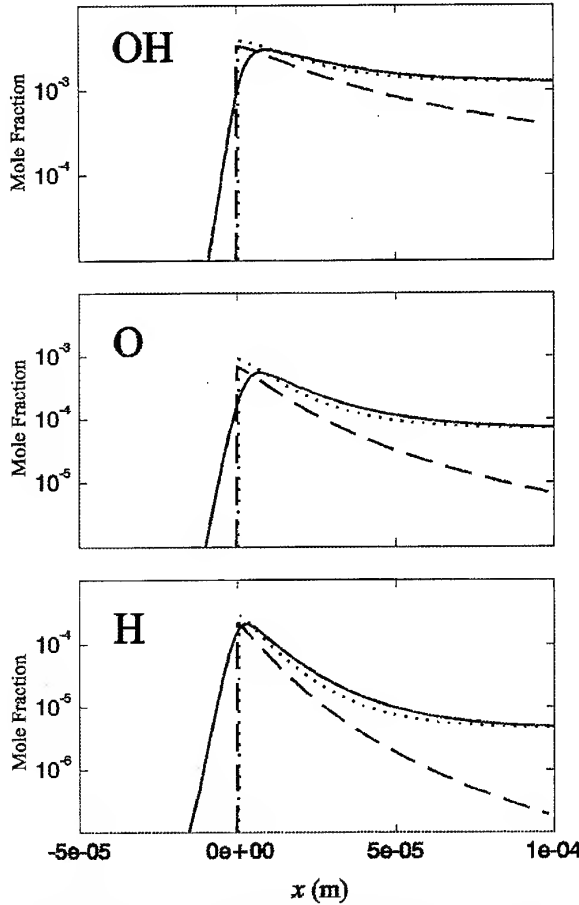 OH
Mole Fraction
10⁻³
10⁻⁴
O
Mole Fraction
10⁻³
10⁻⁴
10⁻⁵
H
Mole Fraction
10⁻⁴
10⁻⁵
10⁻⁶
-5e-05 0e+00 5e-05 1e-04
x (m)